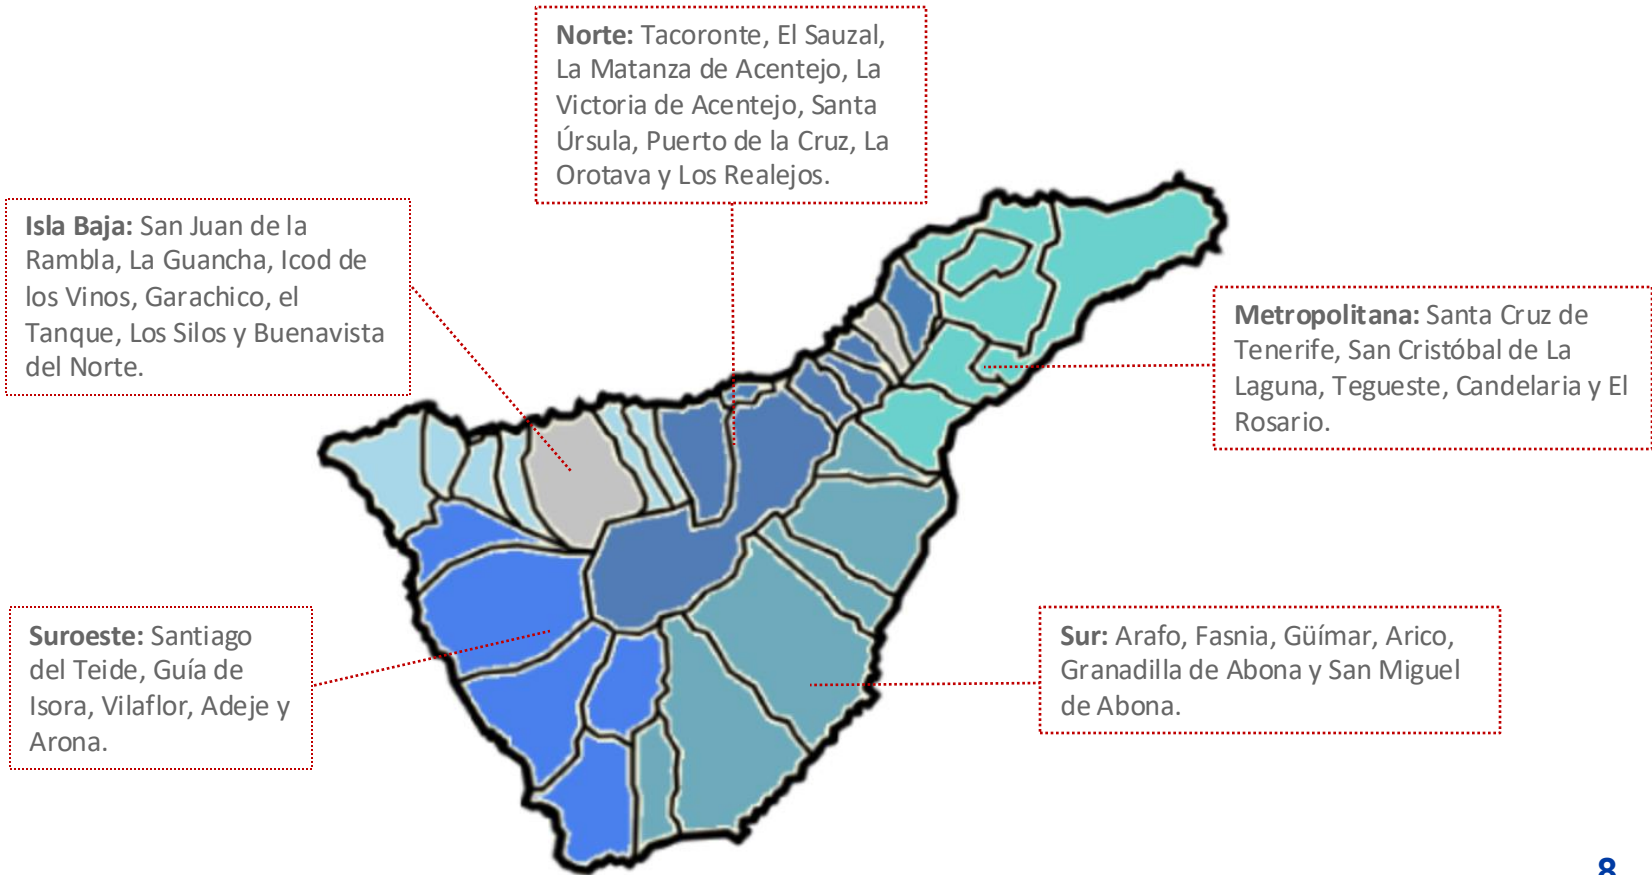 Norte: Tacoronte, El Sauzal,
La Matanza de Acentejo, La
Victoria de Acentejo, Santa
Úrsula, Puerto de la Cruz, La
Orotava y Los Realejos.
Isla Baja: San Juan de la
Rambla, La Guancha, Icod de
los Vinos, Garachico, el
Tanque, Los Silos y Buenavista
del Norte.
Metropolitana: Santa Cruz de
Tenerife, San Cristóbal de La
Laguna, Tegueste, Candelaria y El
Rosario.
Suroeste: Santiago
del Teide, Guía de
Isora, Vilaflor, Adeje y
Arona.
Sur: Arafo, Fasnia, Güímar, Arico,
Granadilla de Abona y San Miguel
de Abona.
8